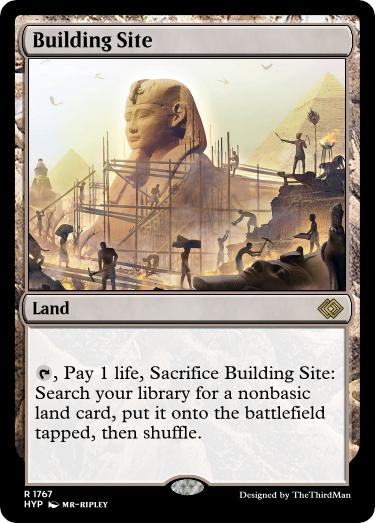 Building Site
Land
, Pay 1 life, Sacrifice Building Site:
Search your library for a nonbasic
land card, put it onto the battlefield
tapped, then shuffle.
R 1767
HYP MR-RIPLEY
Designed by TheThirdMan